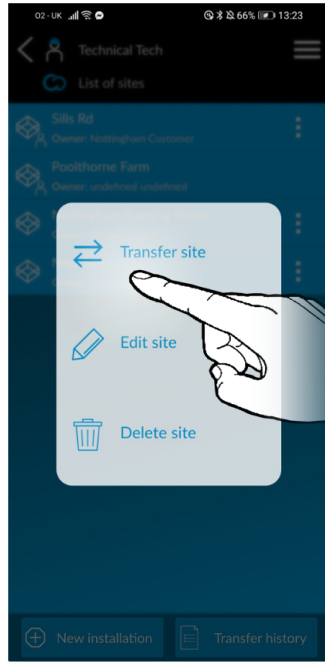 O2 - UK 66% 13:23
Technical Tech
List of sites
Sills Rd
Owner: Nottingham Customer
Poolthorne Farm
Owner: undefined undefined
Transfer site
Edit site
Delete site
New installation Transfer history